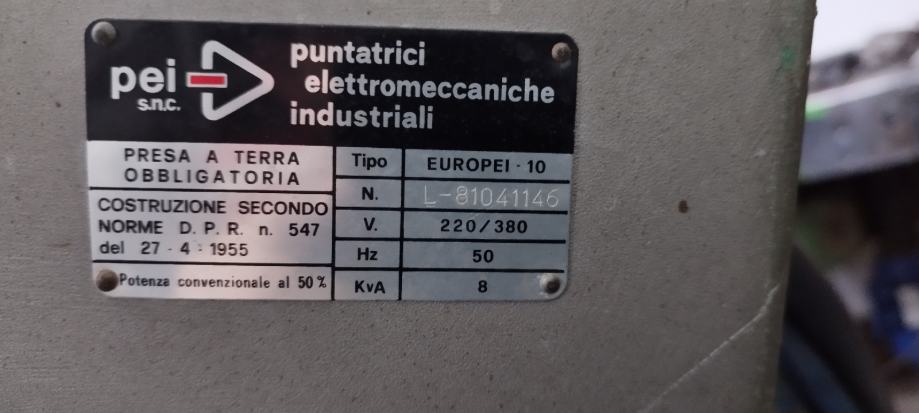 pei
s.n.c.
puntatrici
elettromeccaniche
industriali
PRESA A TERRA
OBBLIGATORIA
COSTRUZIONE SECONDO
NORME D. P. R. n. 547
del 27 - 4 - 1955
Potenza convenzionale al 50 %
Tipo EUROPEI - 10
N. L-81041146
V. 220/380
Hz 50
KvA 8